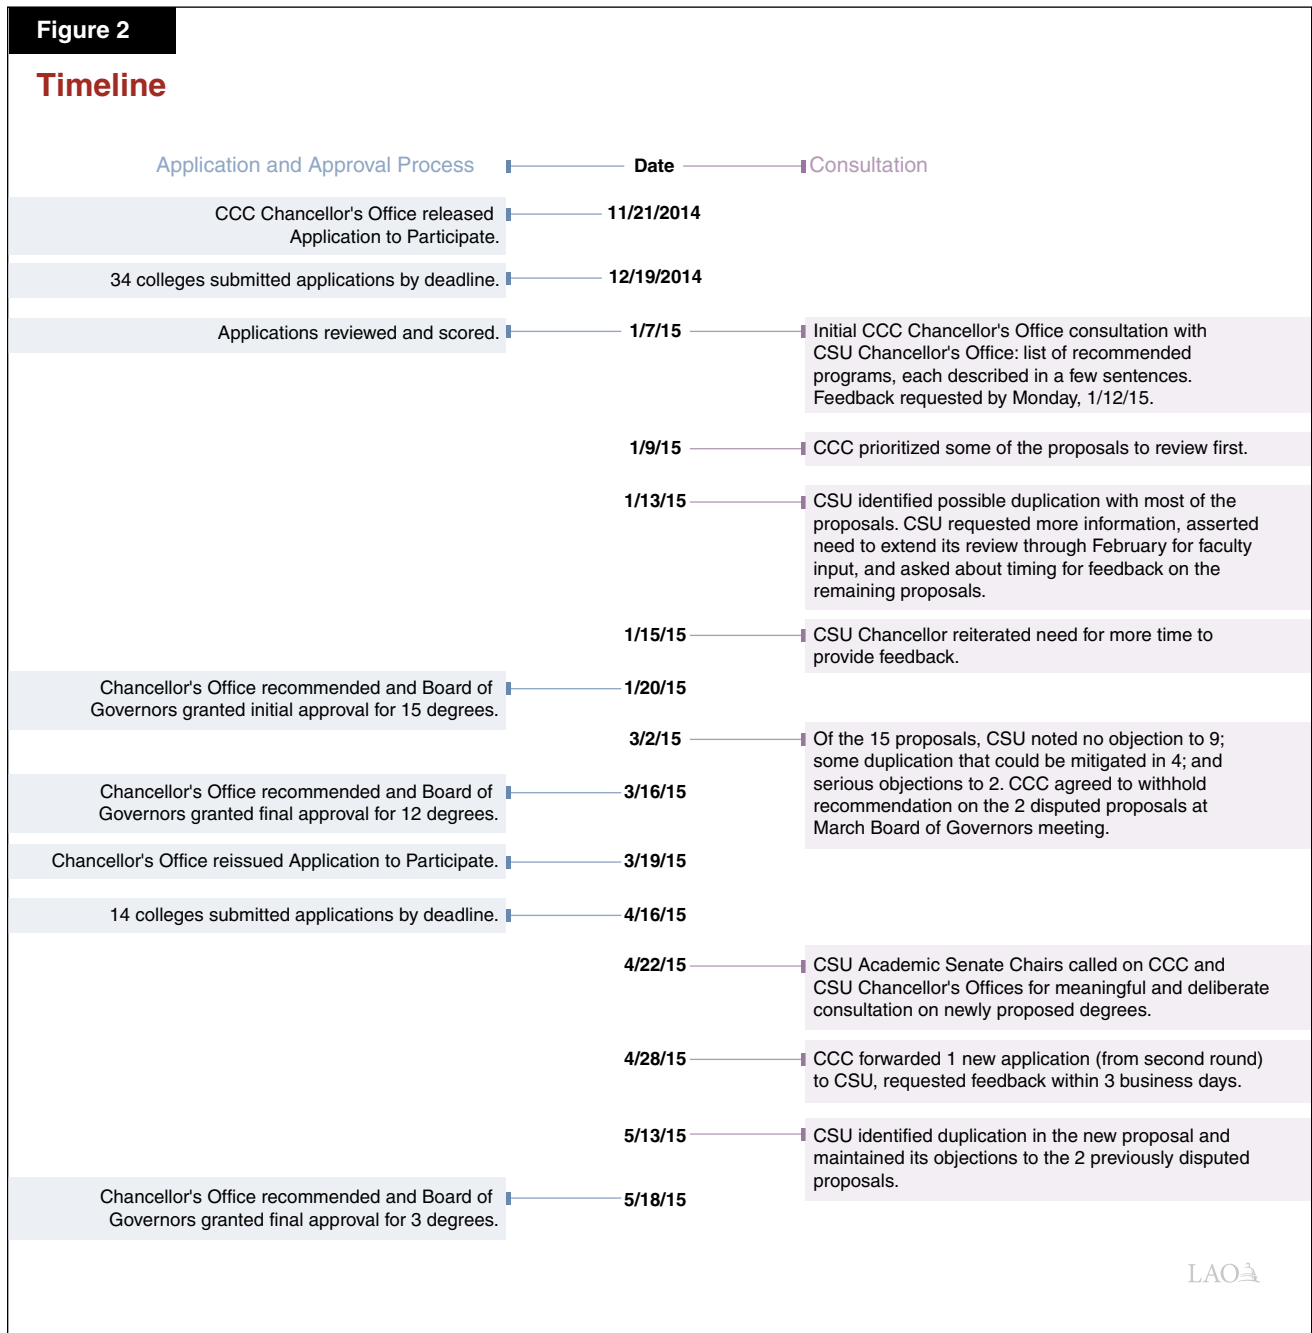 Figure 2
Timeline
Application and Approval Process
Date
Consultation
CCC Chancellor's Office released
Application to Participate.
11/21/2014
34 colleges submitted applications by deadline.
12/19/2014
Applications reviewed and scored.
1/7/15
Initial CCC Chancellor's Office consultation with
CSU Chancellor's Office: list of recommended
programs, each described in a few sentences.
Feedback requested by Monday, 1/12/15.
1/9/15
CCC prioritized some of the proposals to review first.
1/13/15
CSU identified possible duplication with most of the
proposals. CSU requested more information, asserted
need to extend its review through February for faculty
input, and asked about timing for feedback on the
remaining proposals.
1/15/15
CSU Chancellor reiterated need for more time to
provide feedback.
Chancellor's Office recommended and Board of
Governors granted initial approval for 15 degrees.
1/20/15
3/2/15
Of the 15 proposals, CSU noted no objection to 9;
some duplication that could be mitigated in 4; and
serious objections to 2. CCC agreed to withhold
recommendation on the 2 disputed proposals at
March Board of Governors meeting.
Chancellor's Office recommended and Board of
Governors granted final approval for 12 degrees.
3/16/15
Chancellor's Office reissued Application to Participate.
3/19/15
14 colleges submitted applications by deadline.
4/16/15
4/22/15
CSU Academic Senate Chairs called on CCC and
CSU Chancellor's Offices for meaningful and deliberate
consultation on newly proposed degrees.
4/28/15
CCC forwarded 1 new application (from second round)
to CSU, requested feedback within 3 business days.
5/13/15
CSU identified duplication in the new proposal and
maintained its objections to the 2 previously disputed
proposals.
Chancellor's Office recommended and Board of
Governors granted final approval for 3 degrees.
5/18/15
LAO